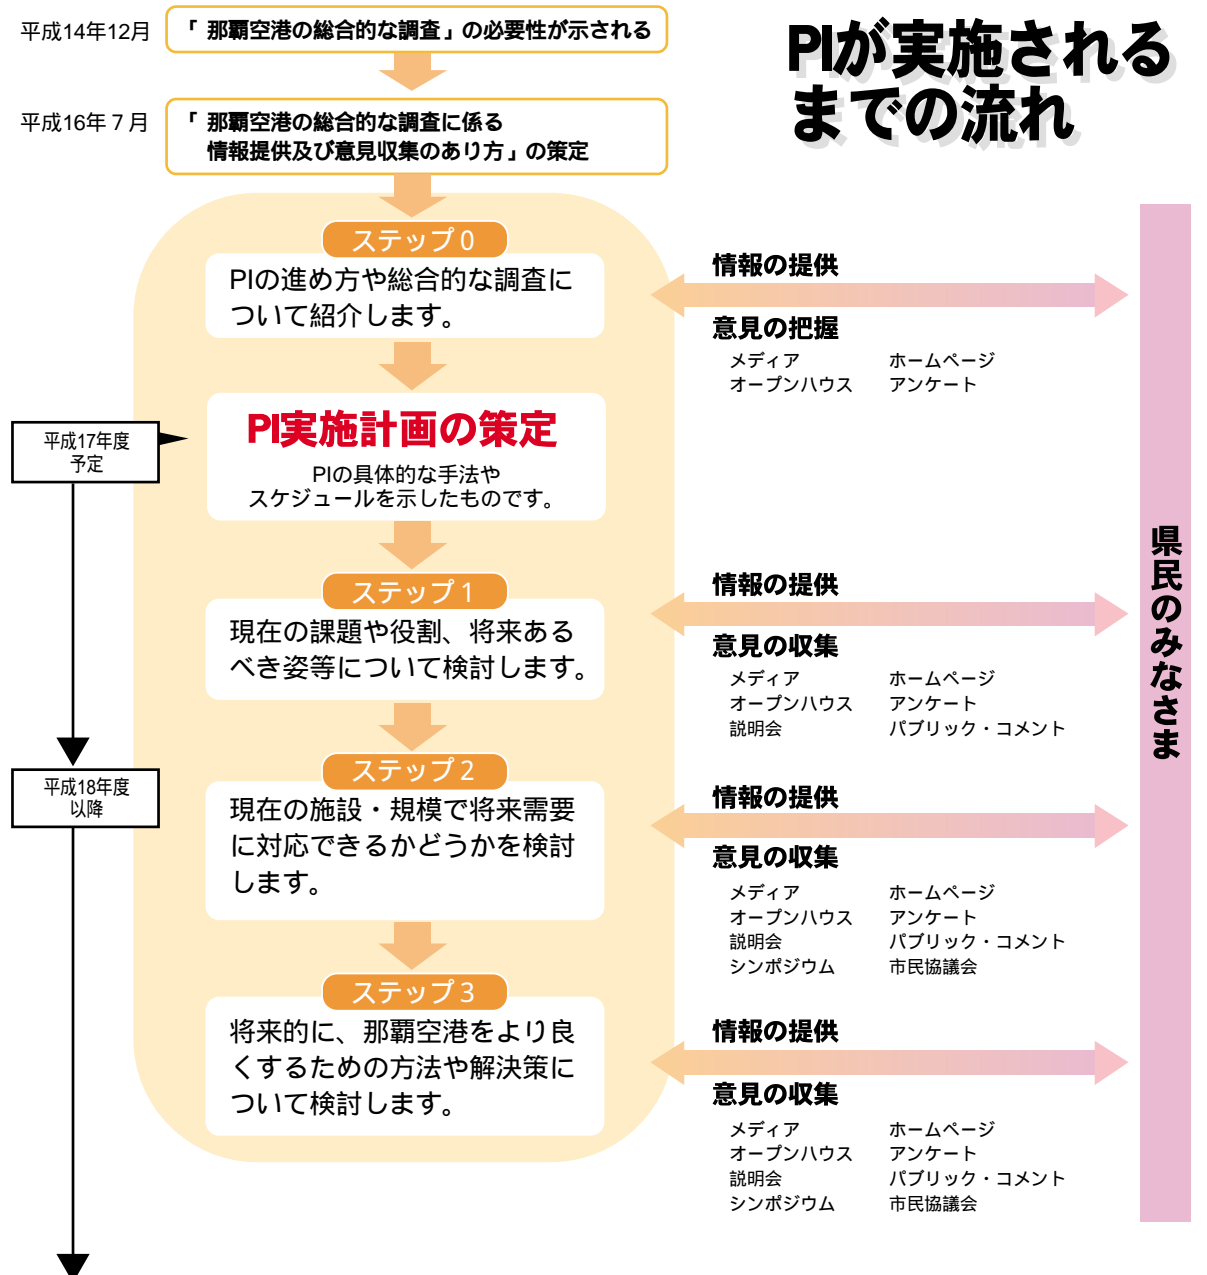 PIが実施される
までの流れ
平成14年12月
「 那覇空港の総合的な調査」の必要性が示される
平成16年７月
「 那覇空港の総合的な調査に係る
情報提供及び意見収集のあり方」の策定
ステップ０
PIの進め方や総合的な調査に
ついて紹介します。
情報の提供
意見の把握
メディア ホームページ
オープンハウス アンケート
平成17年度
予定
PI実施計画の策定
PIの具体的な手法や
スケジュールを示したものです。
ステップ１
現在の課題や役割、将来ある
べき姿等について検討します。
情報の提供
意見の収集
メディア ホームページ
オープンハウス アンケート
説明会 パブリック・コメント
平成18年度
以降
ステップ２
現在の施設・規模で将来需要
に対応できるかどうかを検討
します。
情報の提供
意見の収集
メディア ホームページ
オープンハウス アンケート
説明会 パブリック・コメント
シンポジウム 市民協議会
ステップ３
将来的に、那覇空港をより良
くするための方法や解決策に
ついて検討します。
情報の提供
意見の収集
メディア ホームページ
オープンハウス アンケート
説明会 パブリック・コメント
シンポジウム 市民協議会
県民のみなさま